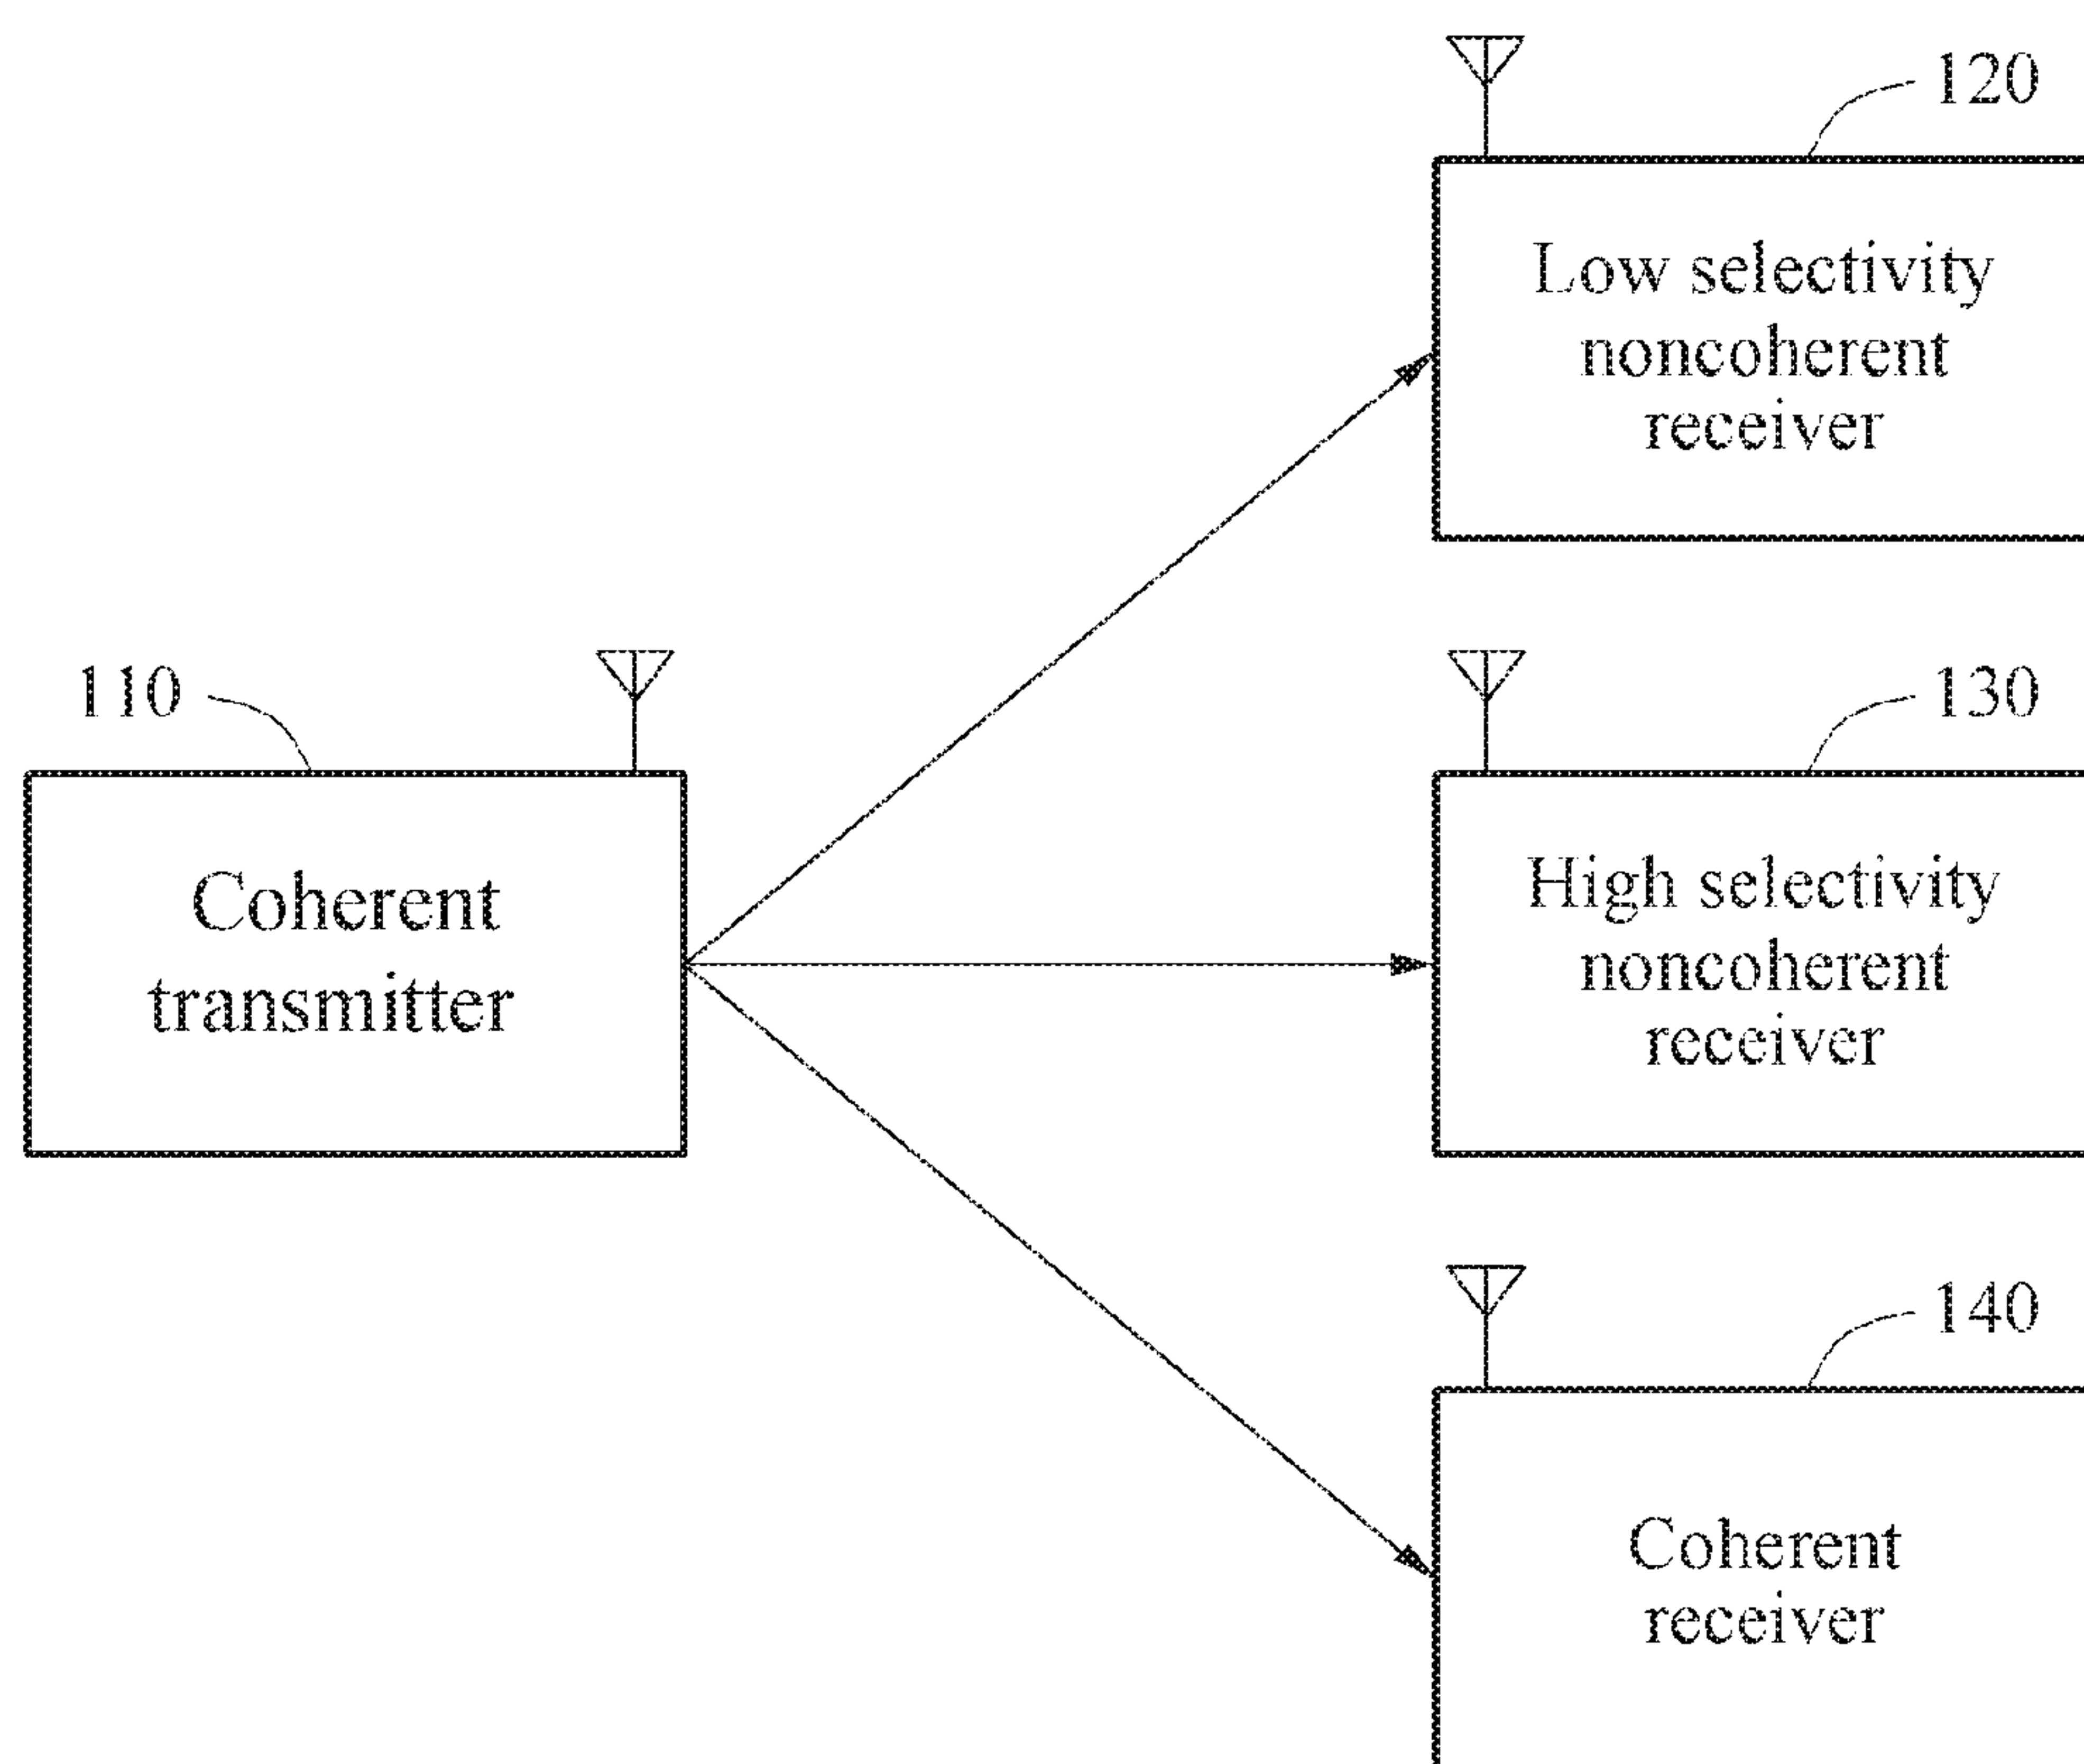 120
Low selectivity
noncoherent
receiver
110
130
Coherent
transmitter
High selectivity
noncoherent
receiver
140
Coherent
receiver